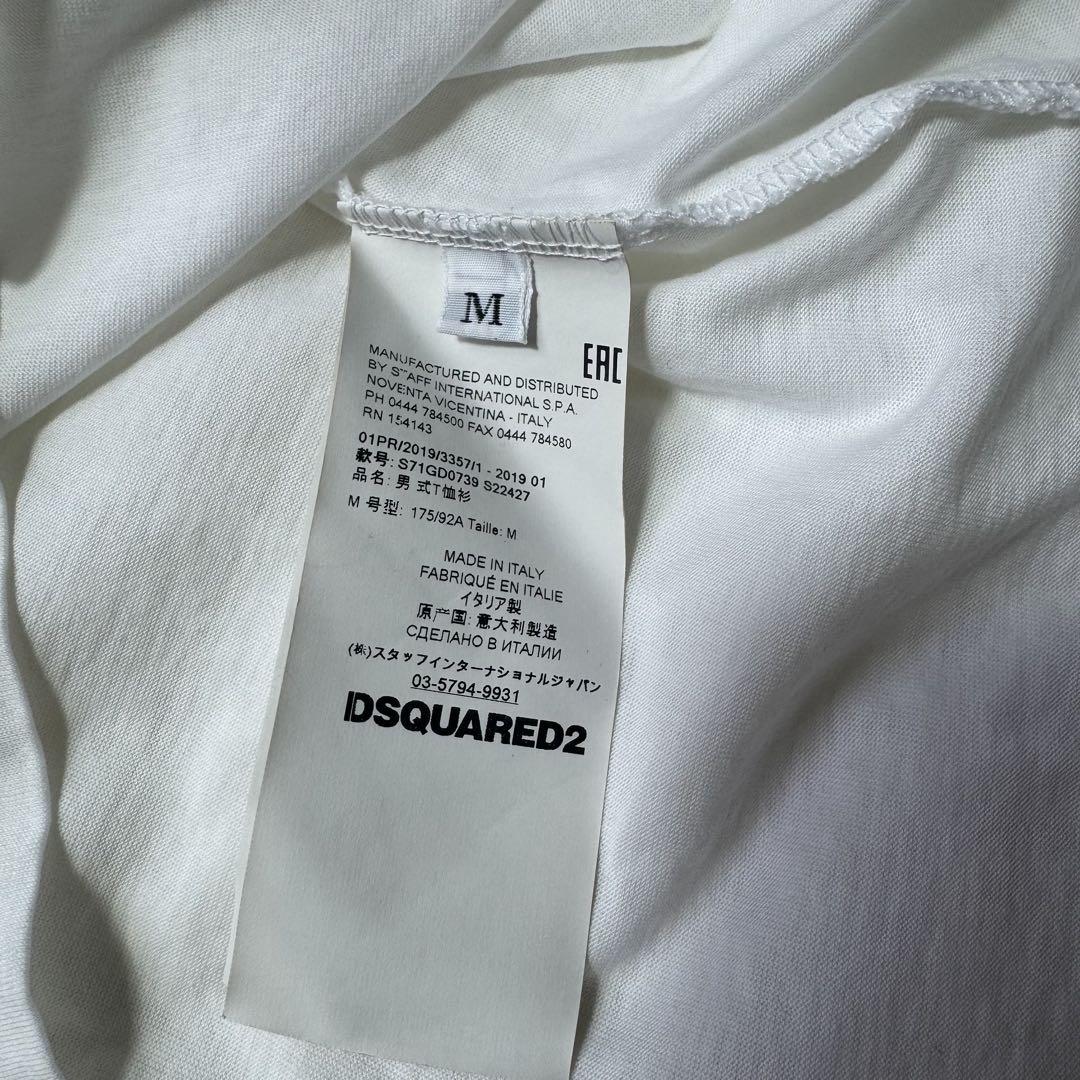 M
EAC
MANUFACTURED AND DISTRIBUTED
BY STAFF INTERNATIONAL S.P.A.
NOVENTA VICENTINA - ITALY
PH 0444 784500 FAX 0444 784580
RN 154143
01PR/2019/3357/1 - 2019 01
款号: S71GD0739 S22427
品名: 男 式T恤衫
M 号型: 175/92A Taille: M
MADE IN ITALY
FABRIQUÉ EN ITALIE
イタリア製
原产国: 意大利製造
СДЕЛАНО В ИТАЛИИ
(株)スタッフインターナショナルジャパン
03-5794-9931
DSQUARED2